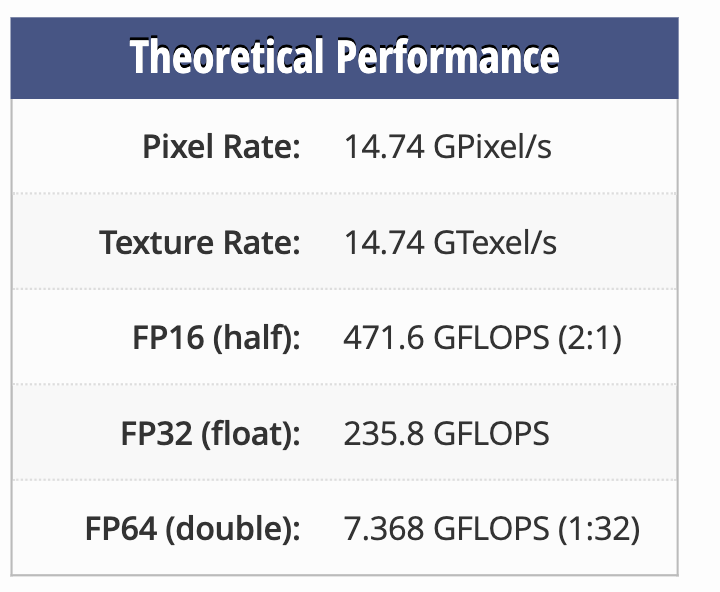 Theoretical Performance
Pixel Rate: 14.74 GPixel/s
Texture Rate: 14.74 GTexel/s
FP16 (half): 471.6 GFLOPS (2:1)
FP32 (float): 235.8 GFLOPS
FP64 (double): 7.368 GFLOPS (1:32)